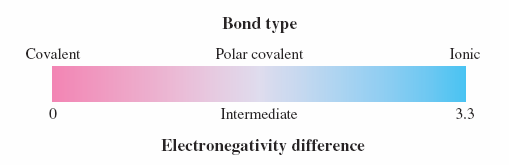 Bond type
Covalent Polar covalent Ionic
0 Intermediate 3.3
Electronegativity difference